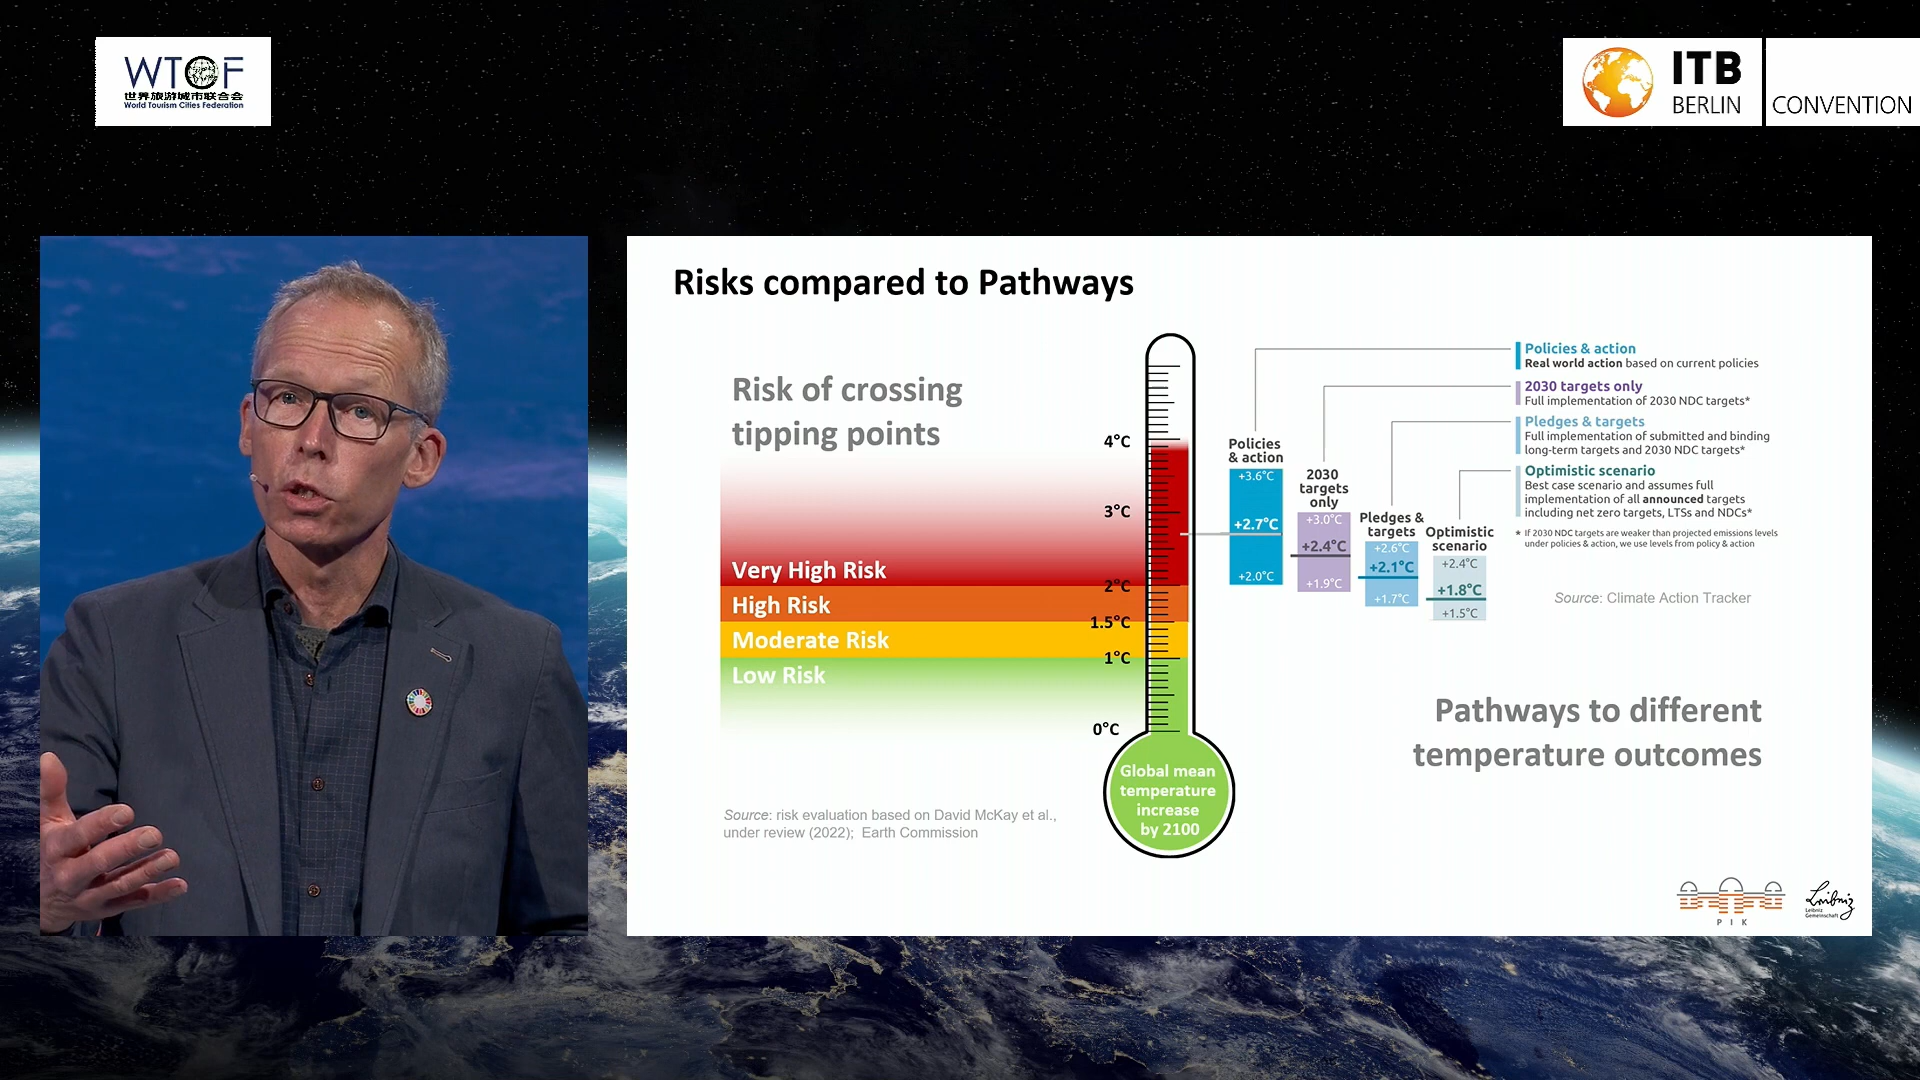 WTCF
世界旅游城市联合会
World Tourism Cities Federation
ITB
BERLIN
CONVENTION
Risks compared to Pathways
Risk of crossing
tipping points
Very High Risk
High Risk
Moderate Risk
Low Risk
4°C
3°C
2°C
1.5°C
1°C
0°C
Global mean
temperature
increase
by 2100
Source: risk evaluation based on David McKay et al.,
under review (2022); Earth Commission
Policies
& action
+3.6°C
+2.7°C
+2.0°C
2030
targets
only
+3.0°C
+2.4°C
+1.9°C
Pledges &
targets
+2.6°C
+2.1°C
+1.7°C
Optimistic
scenario
+2.4°C
+1.8°C
+1.5°C
Policies & action
Real world action based on current policies
2030 targets only
Full implementation of 2030 NDC targets*
Pledges & targets
Full implementation of submitted and binding
long-term targets and 2030 NDC targets*
Optimistic scenario
Best case scenario and assumes full
implementation of all announced targets
including net zero targets, LTSs and NDCs*
* If 2030 NDC targets are weaker than projected emissions levels
under policies & action, we use levels from policy & action
Source: Climate Action Tracker
Pathways to different
temperature outcomes
P I K
Leibniz
Leibniz
Gemeinschaft